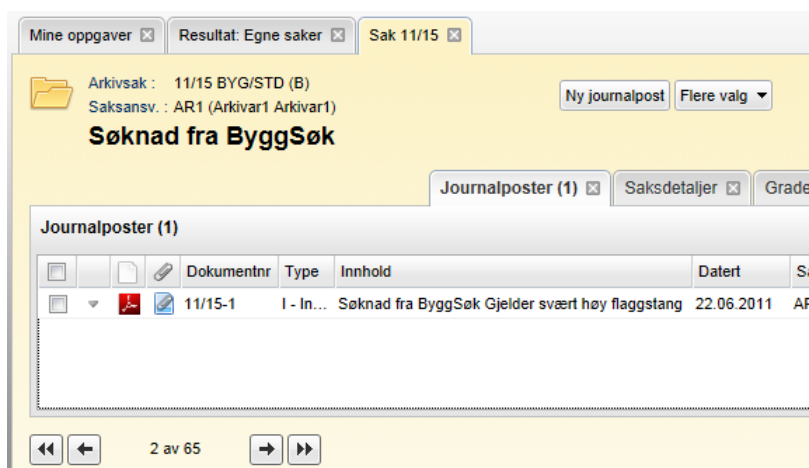 Mine oppgaver Resultat: Egne saker Sak 11/15
Arkivsak : 11/15 BYG/STD (B)
Saksansv. : AR1 (Arkivar1 Arkivar1)
Ny journalpost Flere valg
Søknad fra ByggSøk
Journalposter (1) Saksdetaljer Grade
Journalposter (1)
Dokumentnr Type Innhold Datert
11/15-1 I - In... Søknad fra ByggSøk Gjelder svært høy flaggstang 22.06.2011
2 av 65